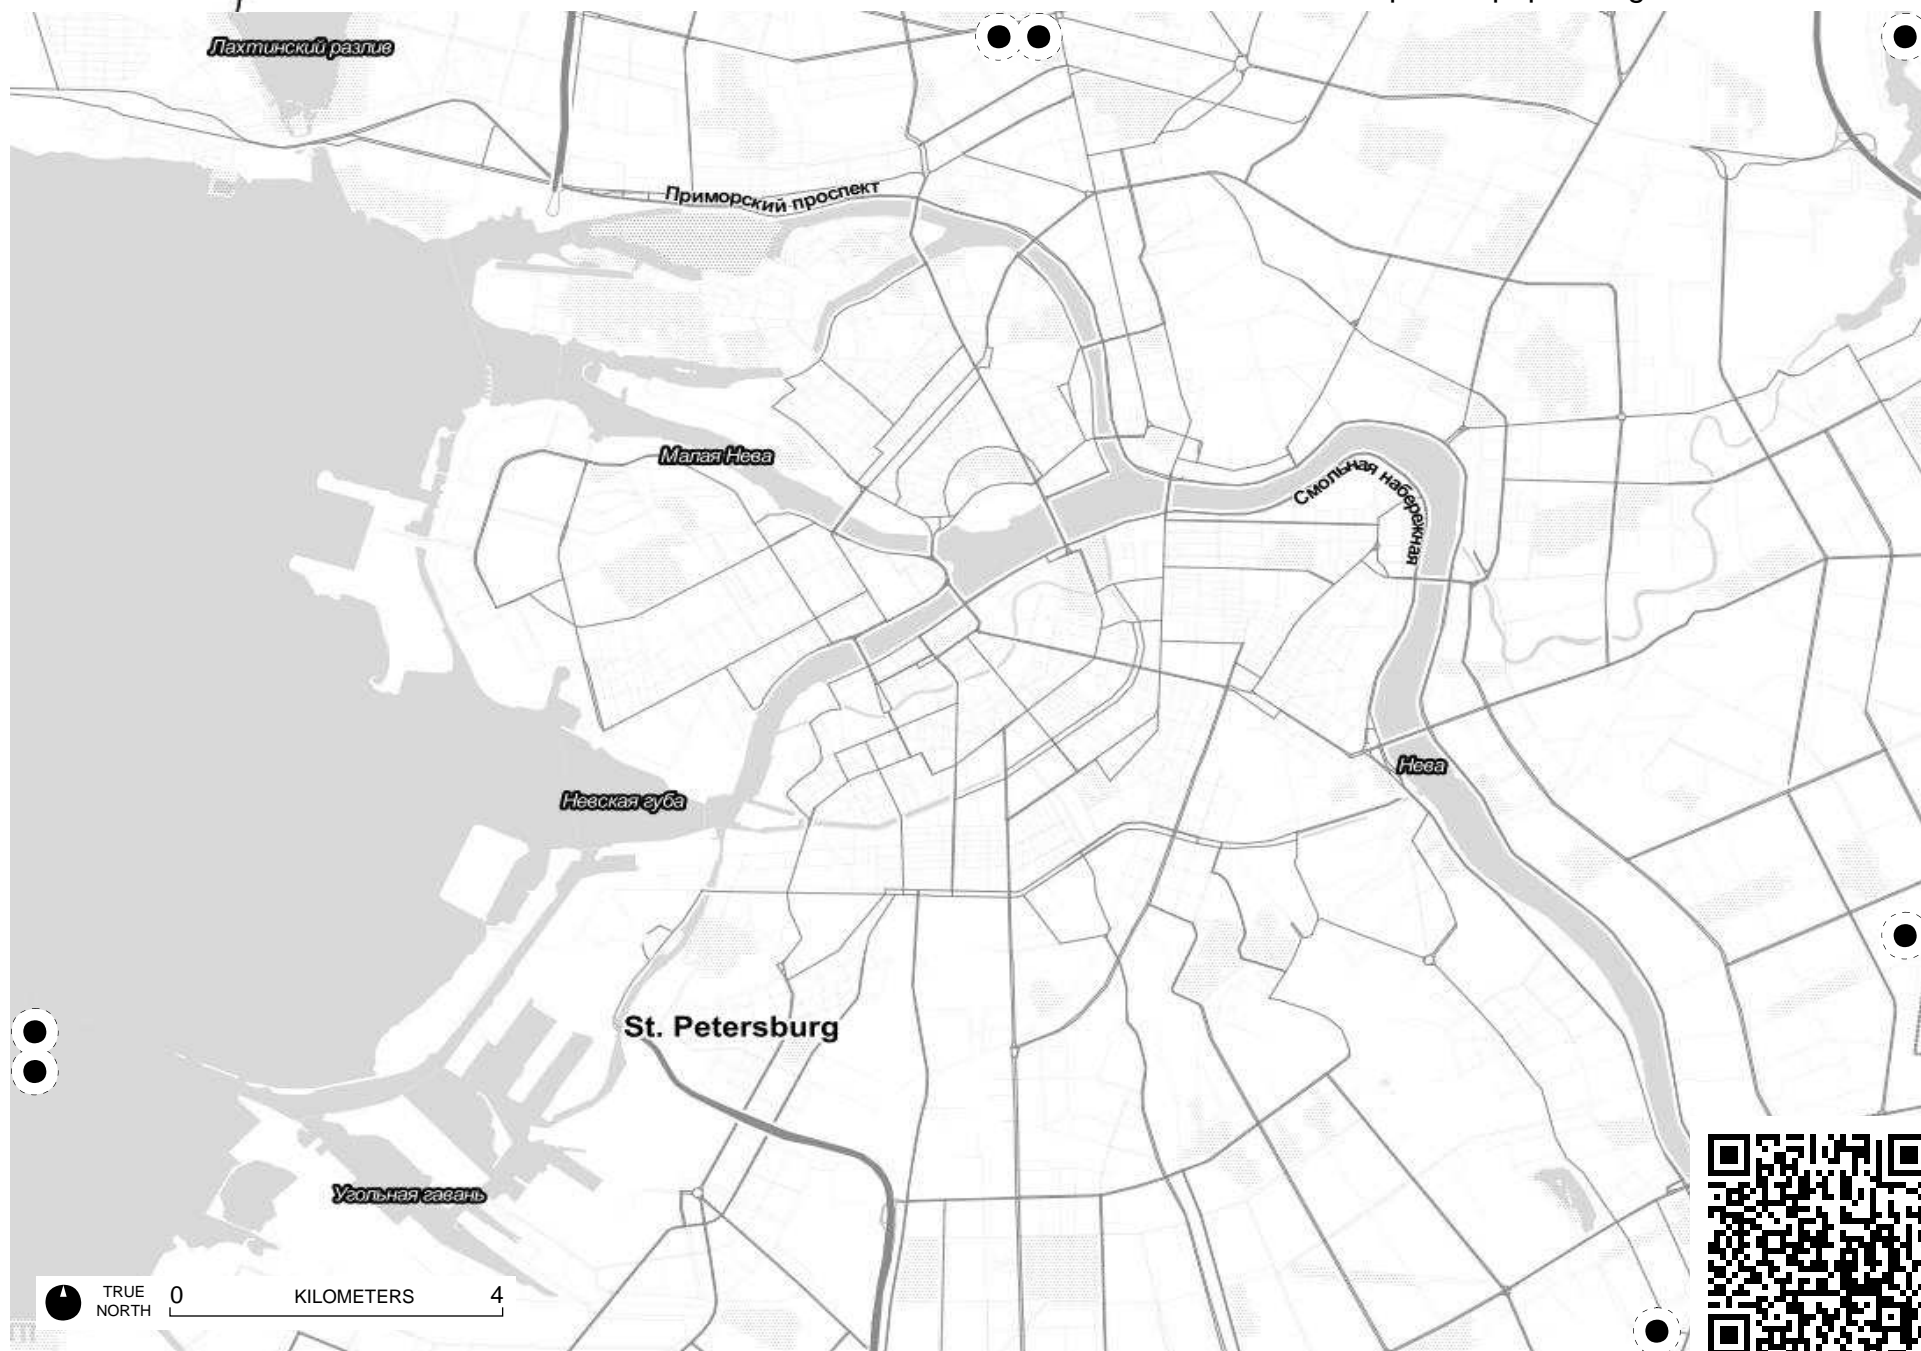 Лахтинский разлив
Приморский проспект
Малая Нева
Смольная набережная
Нева
Невская губа
St. Petersburg
Угольная гавань
TRUE NORTH
0 KILOMETERS 4